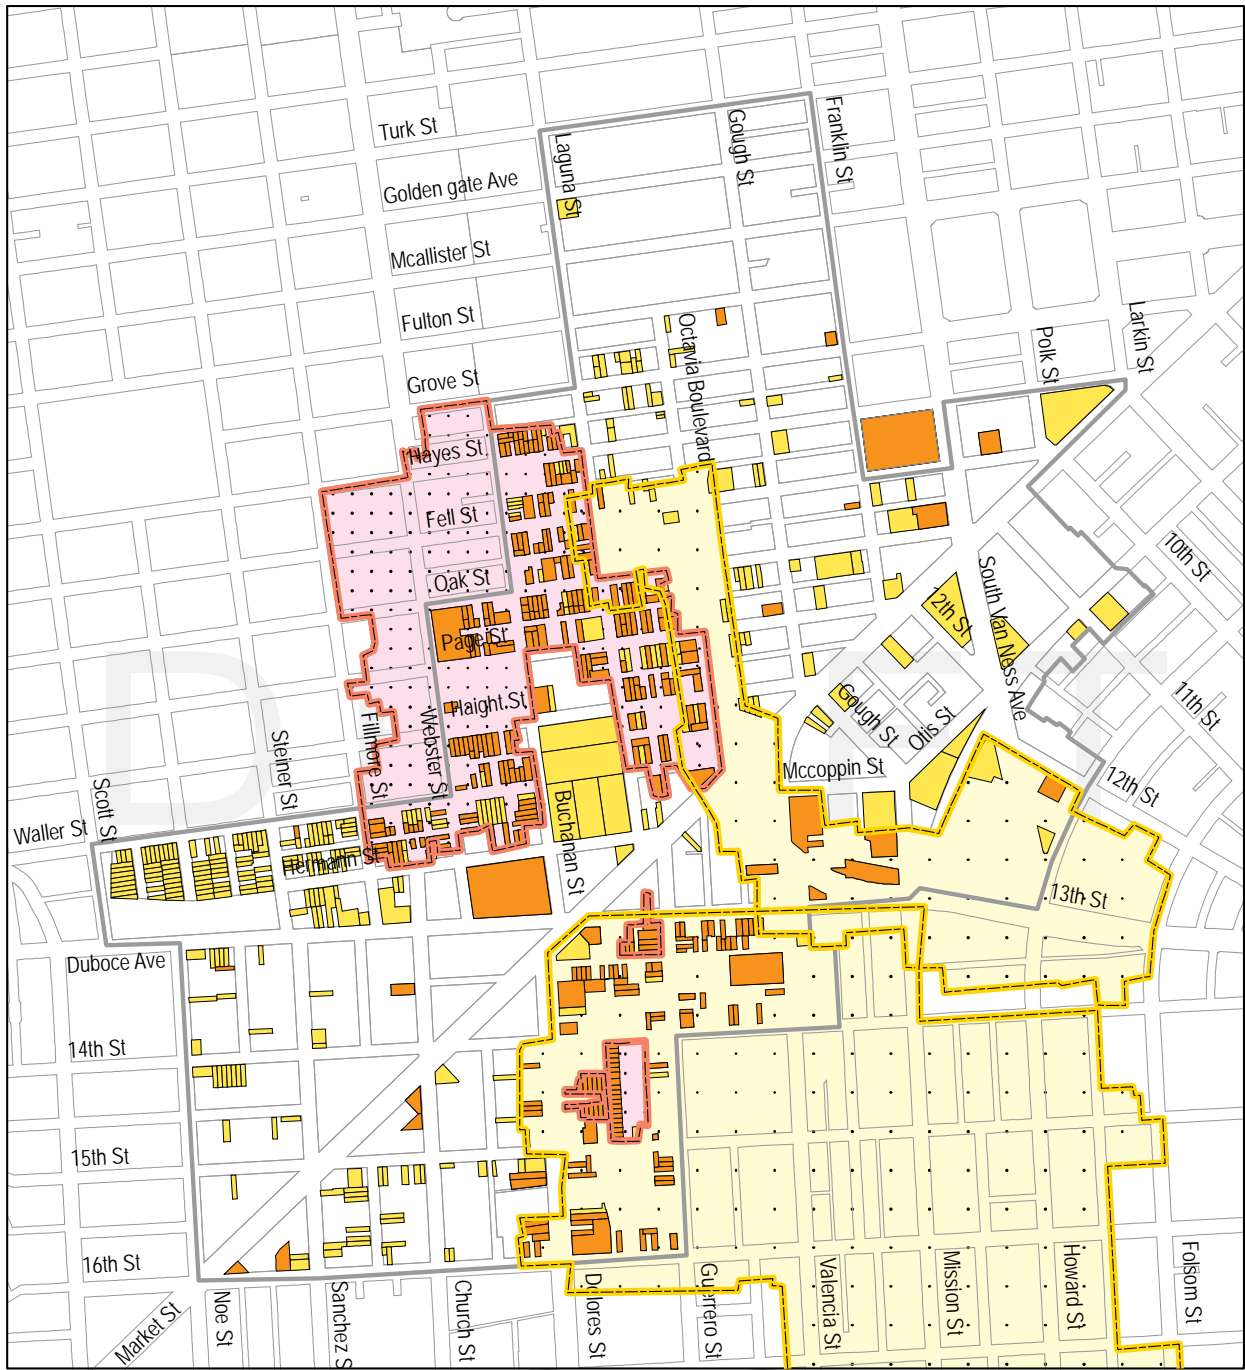 Turk St
Golden gate Ave
Mcallister St
Fulton St
Grove St
Hayes St
Fell St
Oak St
Page St
Haight St
Laguna St
Gough St
Franklin St
Octavia Boulevard
Polk St
Larkin St
10th St
11th St
12th St
12th St
South Van Ness Ave
Gough St
Otis St
Mccoppin St
13th St
Fillmore St
Webster St
Steiner St
Scott St
Waller St
Hermann St
Buchanan St
Duboce Ave
14th St
15th St
16th St
Market St
Noe St
Sanchez S
Church St
Dolores St
Guerrero St
Valencia St
Mission St
Howard St
Folsom St